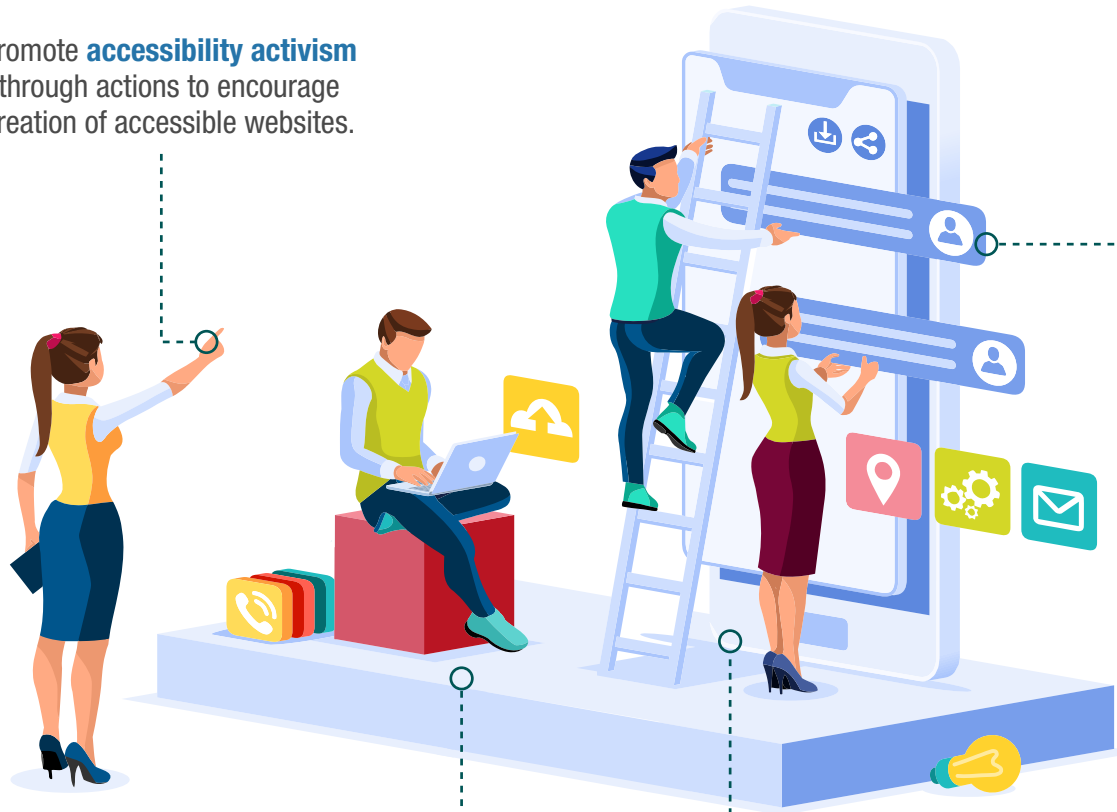 romote accessibility activism
through actions to encourage
reation of accessible websites.